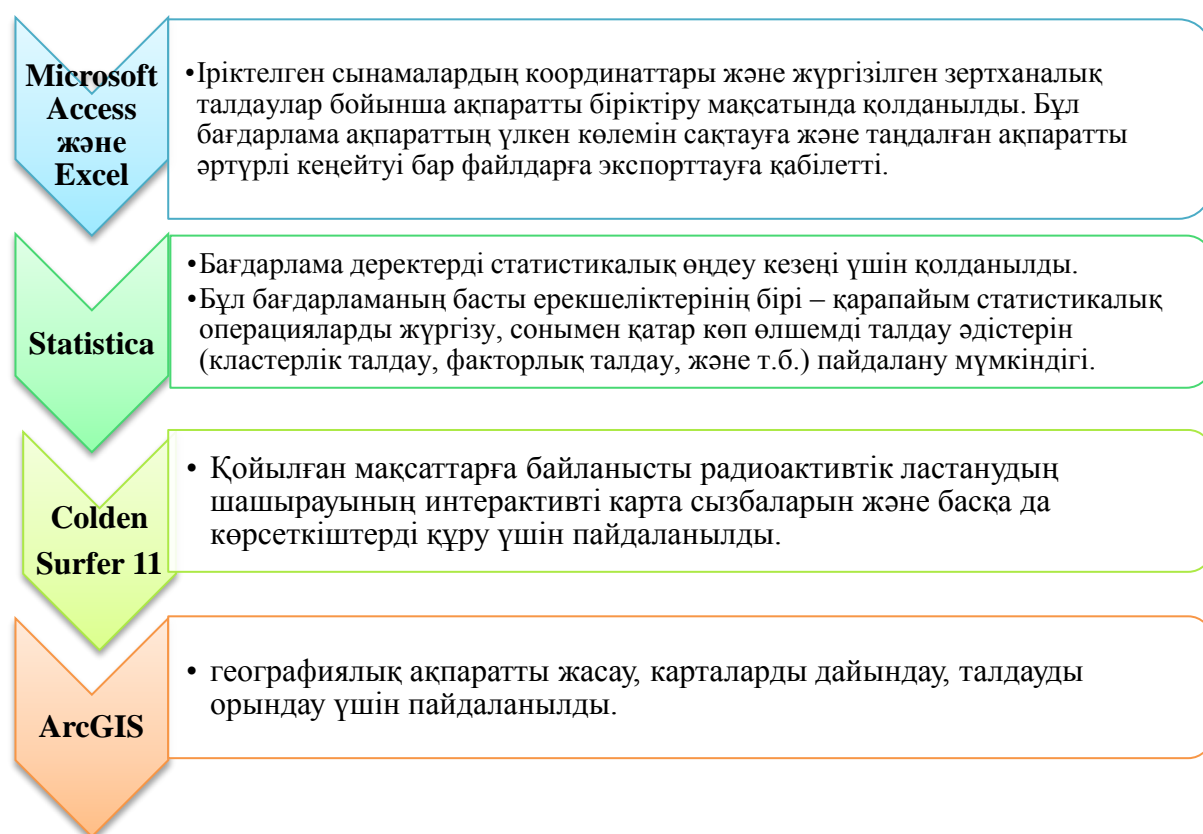 Microsoft
Access
және
Excel
•Іріктелген сынамалардың координаттары және жүргізілген зертханалық
талдаулар бойынша ақпаратты біріктіру мақсатында қолданылды. Бұл
бағдарлама ақпараттың үлкен көлемін сақтауға және таңдалған ақпаратты
әртүрлі кеңейтуі бар файлдарға экспорттауға қабілетті.
Statistica
•Бағдарлама деректерді статистикалық өңдеу кезеңі үшін қолданылды.
•Бұл бағдарламаның басты ерекшеліктерінің бірі – қарапайым статистикалық
операцияларды жүргізу, сонымен қатар көп өлшемді талдау әдістерін
(кластерлік талдау, факторлық талдау, және т.б.) пайдалану мүмкіндігі.
Colden
Surfer 11
• Қойылған мақсаттарға байланысты радиоактивтік ластанудың
шашырауының интерактивті карта сызбаларын және басқа да
көрсеткіштерді құру үшін пайдаланылды.
ArcGIS
• географиялық ақпаратты жасау, карталарды дайындау, талдауды
орындау үшін пайдаланылды.